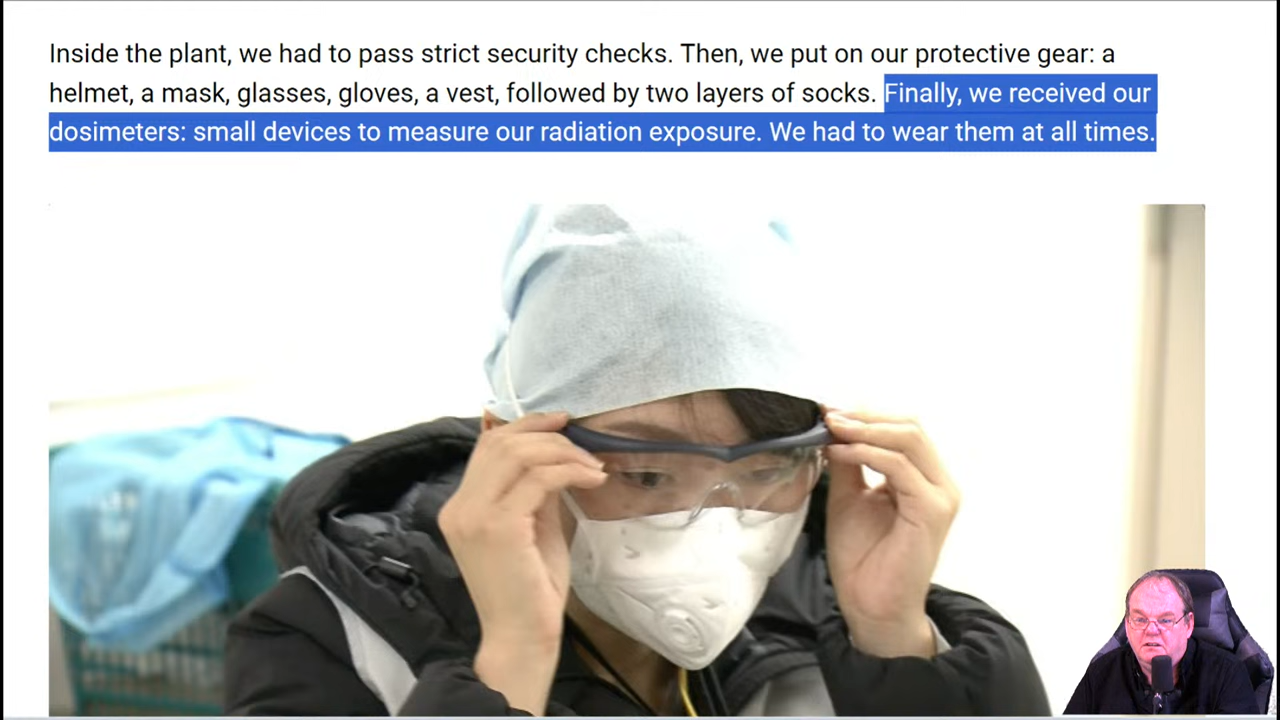 Inside the plant, we had to pass strict security checks. Then, we put on our protective gear: a
helmet, a mask, glasses, gloves, a vest, followed by two layers of socks. Finally, we received our
dosimeters: small devices to measure our radiation exposure. We had to wear them at all times.